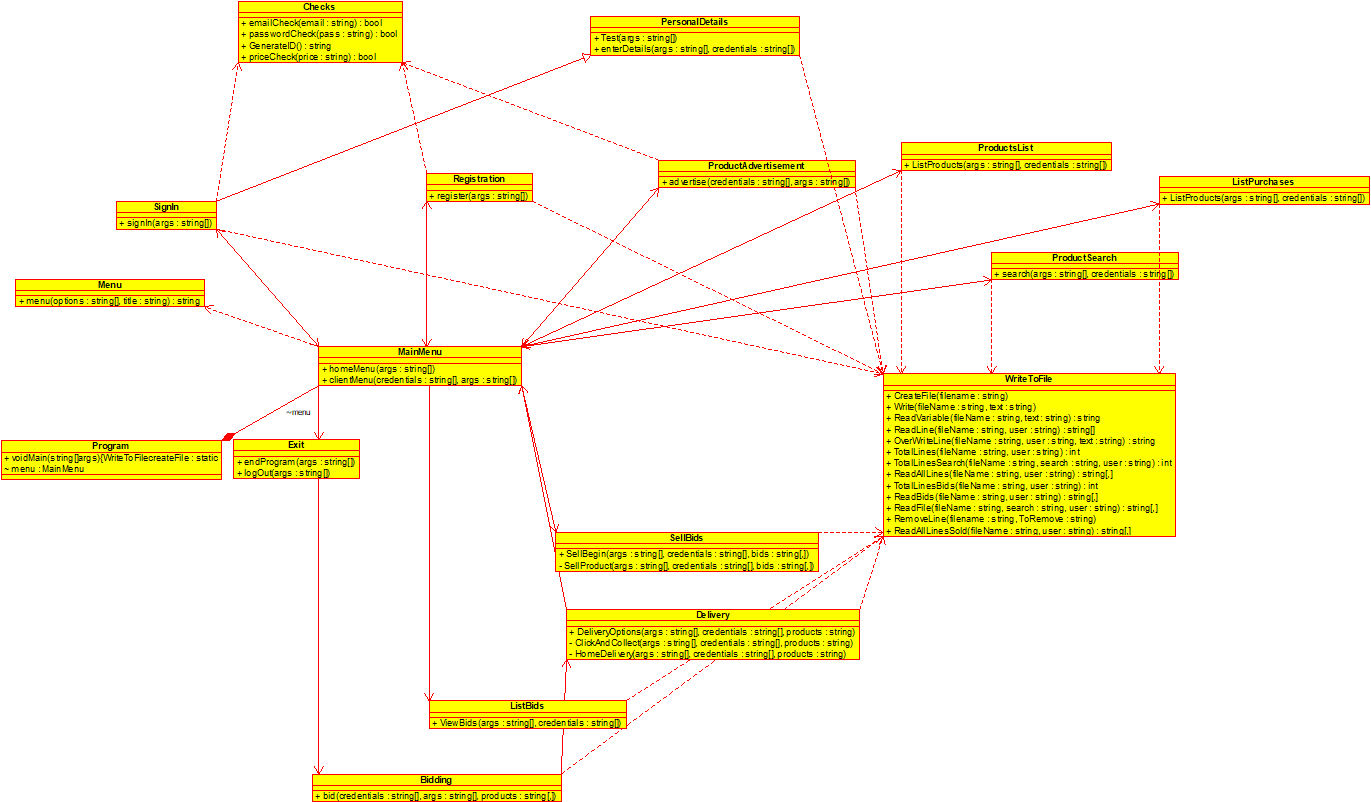 Checks
+ emailCheck(email : string) : bool
+ passwordCheck(pass : string) : bool
+ GenerateID() : string
+ priceCheck(price : string) : bool
PersonalDetails
+ Test(args : string[])
+ enterDetails(args : string[], credentials : string[])
ProductsList
+ ListProducts(args : string[], credentials : string[])
ProductAdvertisement
+ advertise(credentials : string[], args : string[])
Registration
+ register(args : string[])
ListPurchases
+ ListProducts(args : string[], credentials : string[])
SignIn
+ signIn(args : string[])
ProductSearch
+ search(args : string[], credentials : string[])
Menu
+ menu(options : string[], title : string) : string
MainMenu
+ homeMenu(args : string[])
+ clientMenu(credentials : string[], args : string[])
WriteToFile
+ CreateFile(filename : string)
+ Write(fileName : string, text : string)
+ ReadVariable(fileName : string, text : string) : string
+ ReadLine(fileName : string, user : string) : string[]
+ OverWriteLine(fileName : string, user : string, text : string) : string
+ TotalLines(fileName : string, user : string) : int
+ TotalLinesSearch(fileName : string, search : string, user : string) : int
+ ReadAllLines(fileName : string, user : string) : string[,]
+ TotalLinesBids(fileName : string, user : string) : int
+ ReadBids(fileName : string, user : string) : string[,]
+ ReadFile(fileName : string, search : string, user : string) : string[,]
+ RemoveLine(filename : string, ToRemove : string)
+ ReadAllLinesSold(fileName : string, user : string) : string[,]
~menu
Program
+ voidMain(string[]args){WriteToFilecreateFile : static
~ menu : MainMenu
Exit
+ endProgram(args : string[])
+ logOut(args : string[])
SellBids
+ SellBegin(args : string[], credentials : string[], bids : string[,])
- SellProduct(args : string[], credentials : string[], bids : string[,])
Delivery
+ DeliveryOptions(args : string[], credentials : string[], products : string)
- ClickAndCollect(args : string[], credentials : string[], products : string)
- HomeDelivery(args : string[], credentials : string[], products : string)
ListBids
+ ViewBids(args : string[], credentials : string[])
Bidding
+ bid(credentials : string[], args : string[], products : string[,])